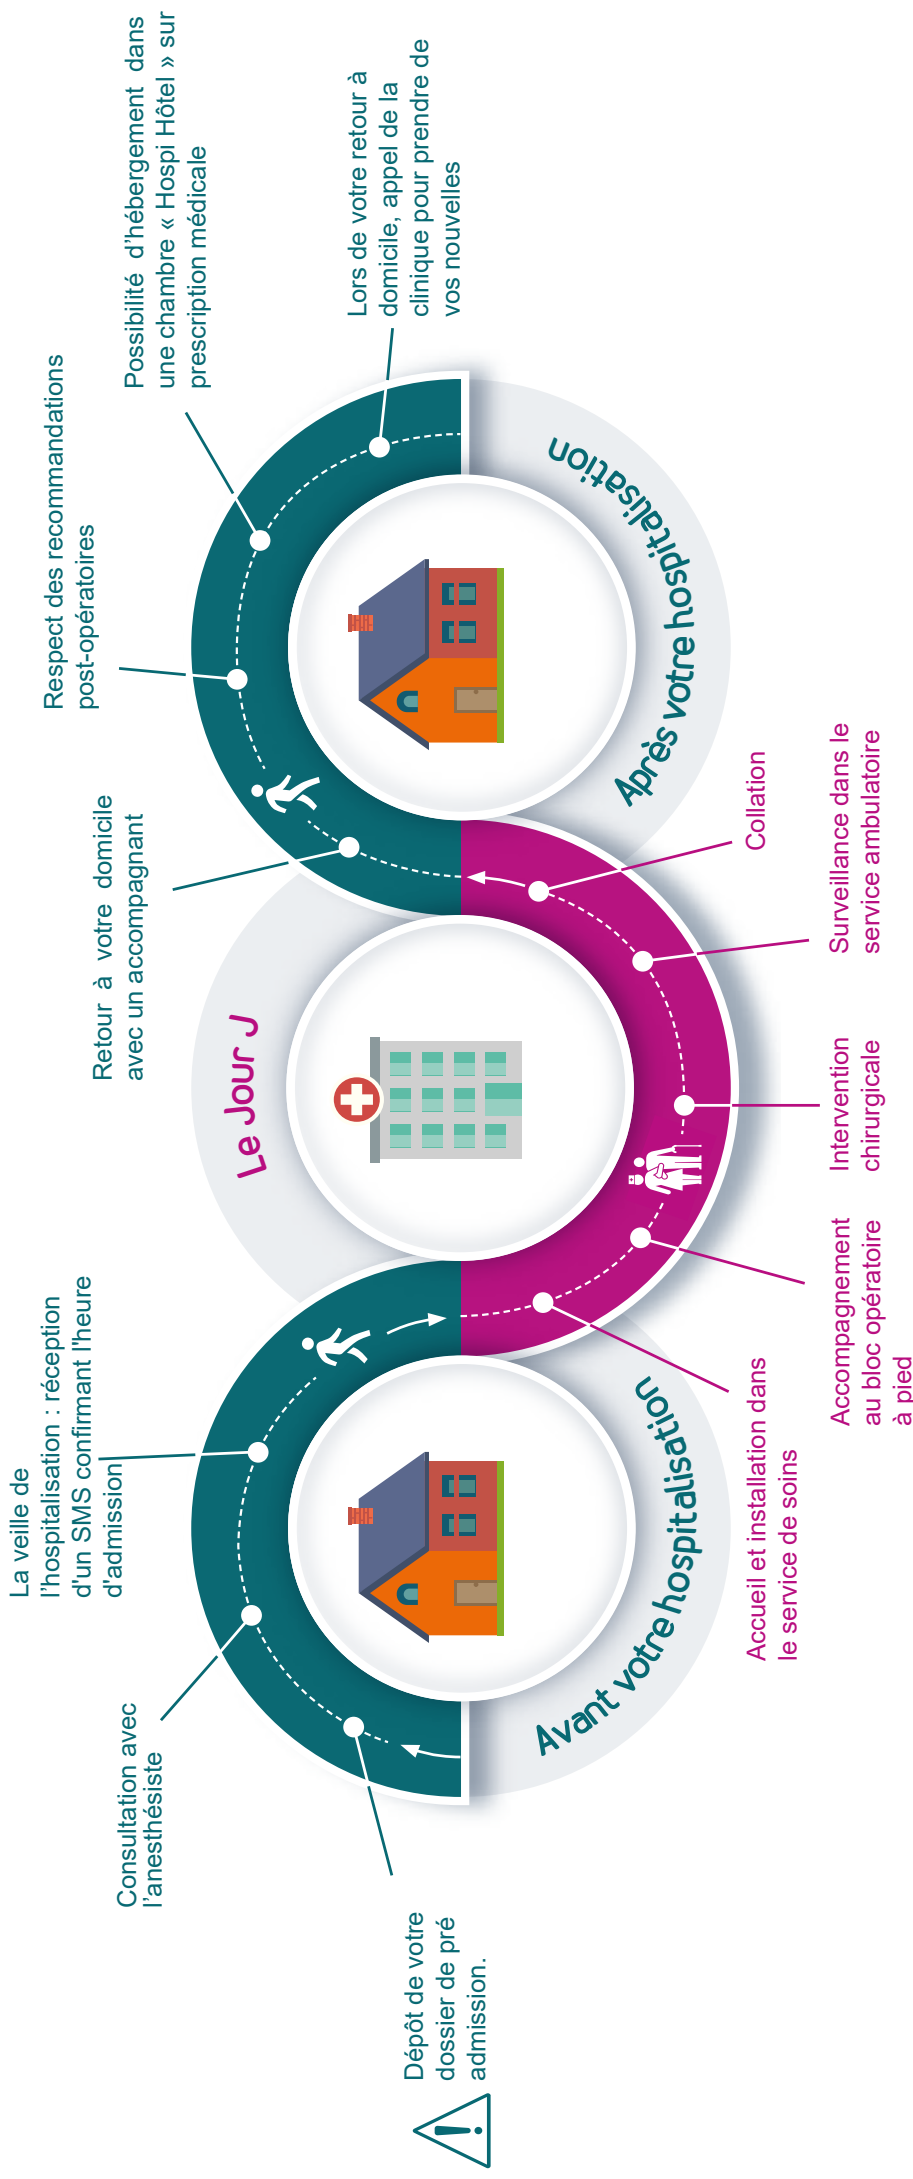 Dépôt de votre
dossier de pré
admission.
Consultation avec
l'anesthésiste
La veille de
l'hospitalisation : réception
d'un SMS confirmant l'heure
d'admission
Avant votre hospitalisation
Le Jour J
Accueil et installation dans
le service de soins
Accompagnement
au bloc opératoire
à pied
Intervention
chirurgicale
Surveillance dans le
service ambulatoire
Collation
Retour à votre domicile
avec un accompagnant
Respect des recommandations
post-opératoires
Possibilité d'hébergement dans
une chambre « Hospi Hôtel » sur
prescription médicale
Lors de votre retour à
domicile, appel de la
clinique pour prendre de
vos nouvelles
Après votre hospitalisation